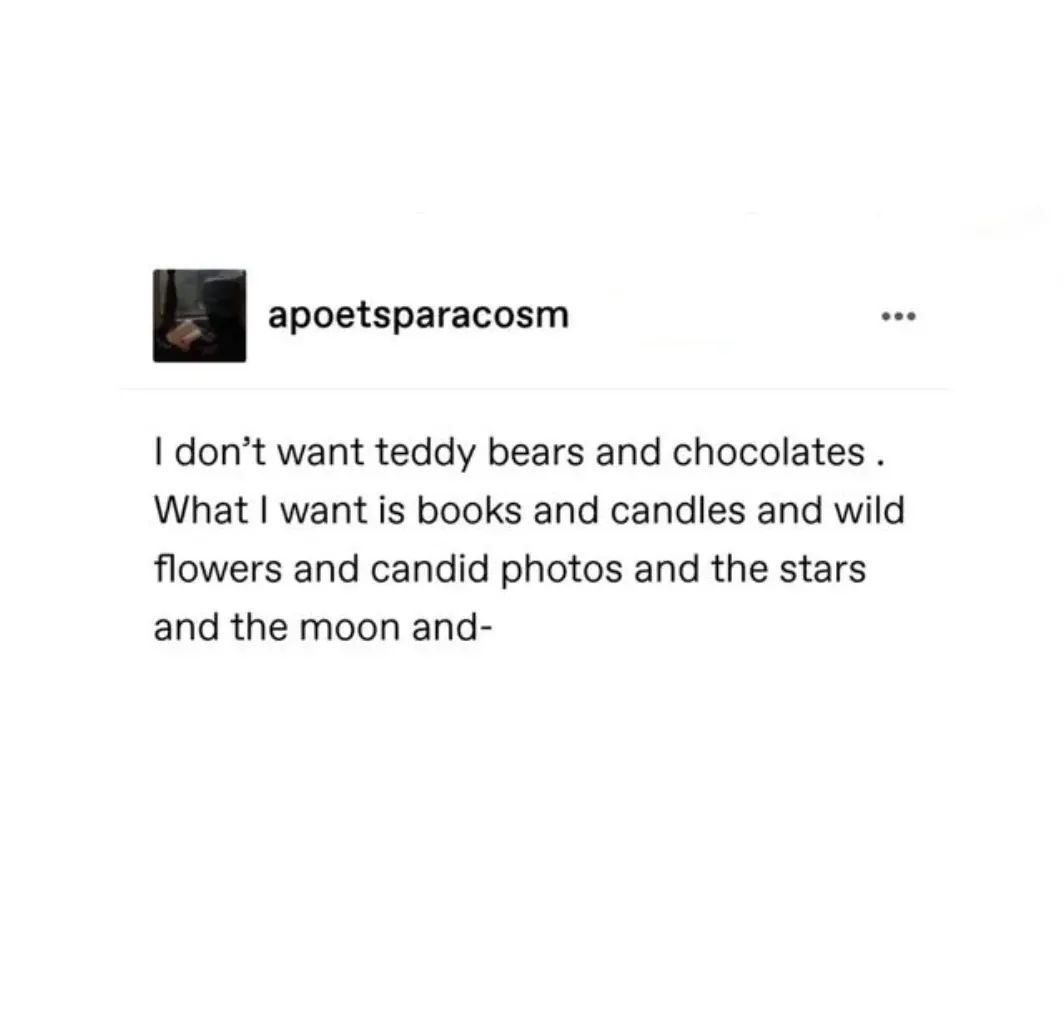 apoetsparacosm
I don’t want teddy bears and chocolates .
What I want is books and candles and wild
flowers and candid photos and the stars
and the moon and-